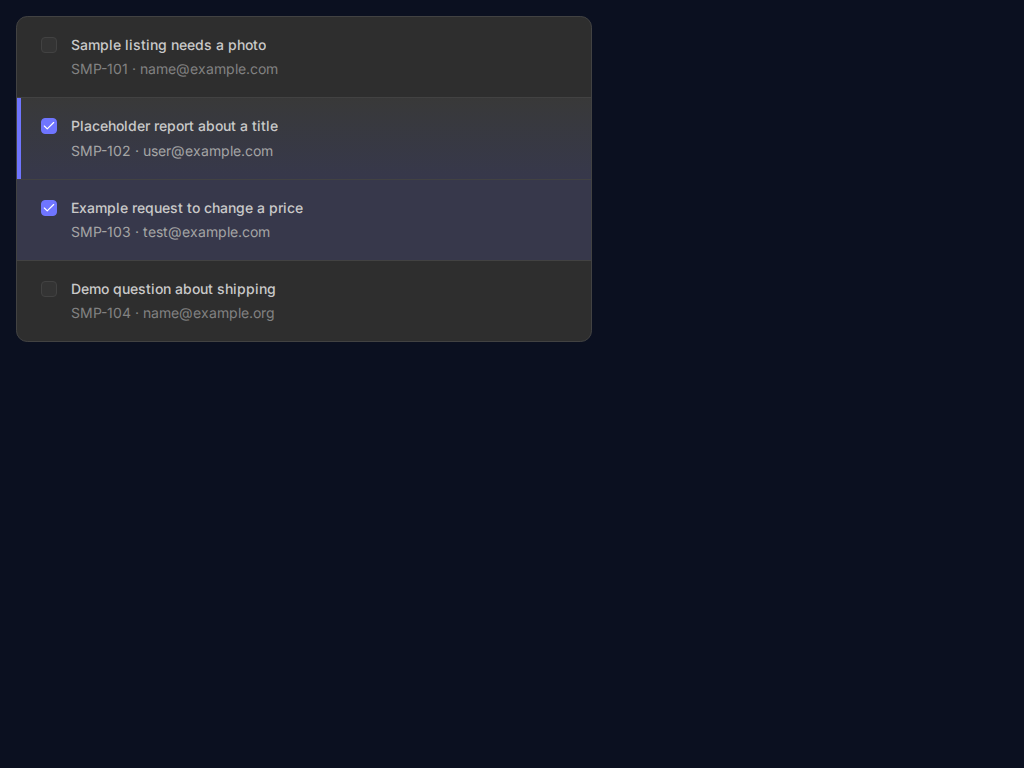 Sample listing needs a photo
SMP-101 · name@example.com
Placeholder report about a title
SMP-102 · user@example.com
Example request to change a price
SMP-103 · test@example.com
Demo question about shipping
SMP-104 · name@example.org